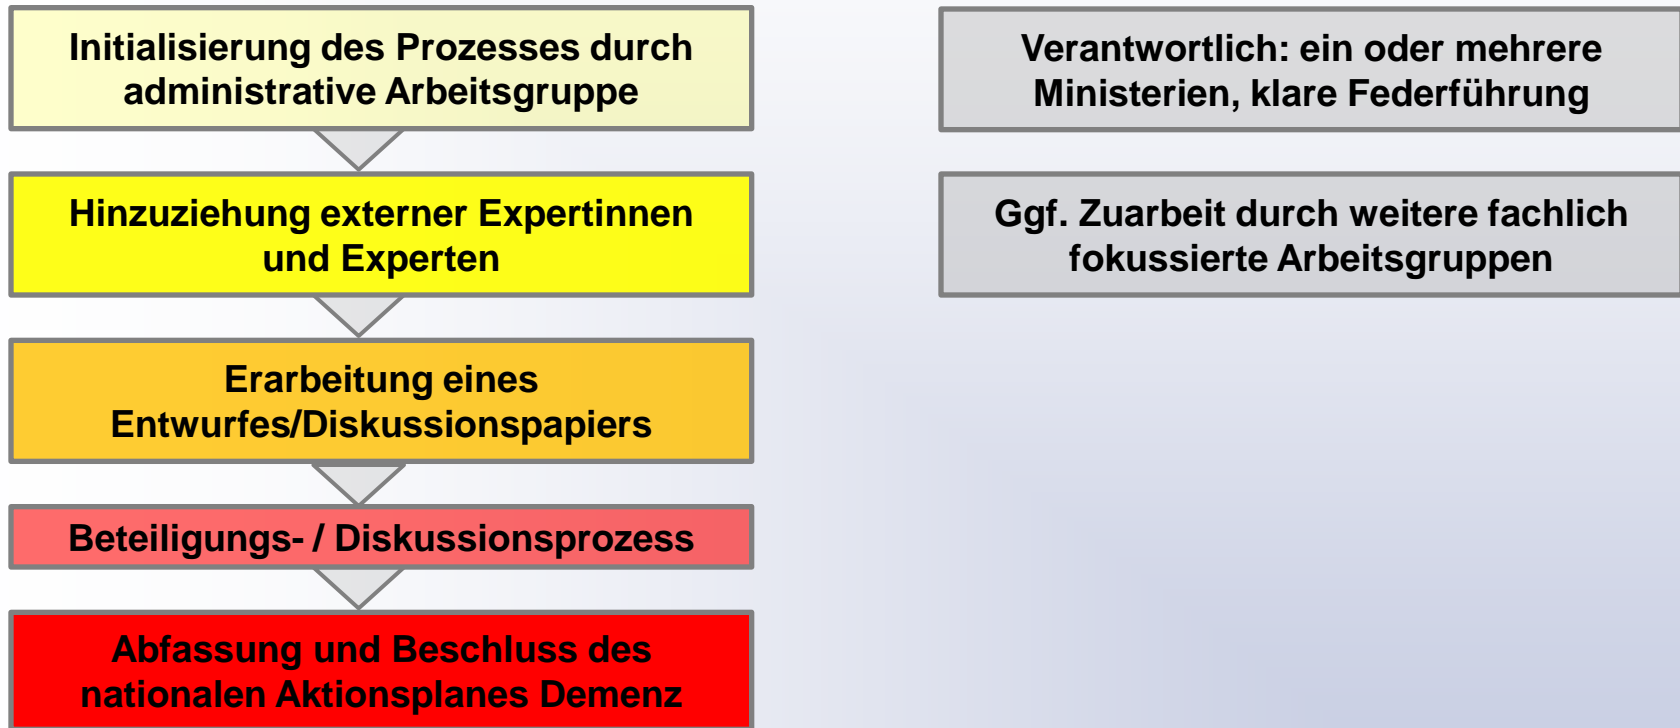 Initialisierung des Prozesses durch
administrative Arbeitsgruppe
Verantwortlich: ein oder mehrere
Ministerien, klare Federführung
Hinzuziehung externer Expertinnen
und Experten
Ggf. Zuarbeit durch weitere fachlich
fokussierte Arbeitsgruppen
Erarbeitung eines
Entwurfes/Diskussionspapiers
Beteiligungs- / Diskussionsprozess
Abfassung und Beschluss des
nationalen Aktionsplanes Demenz